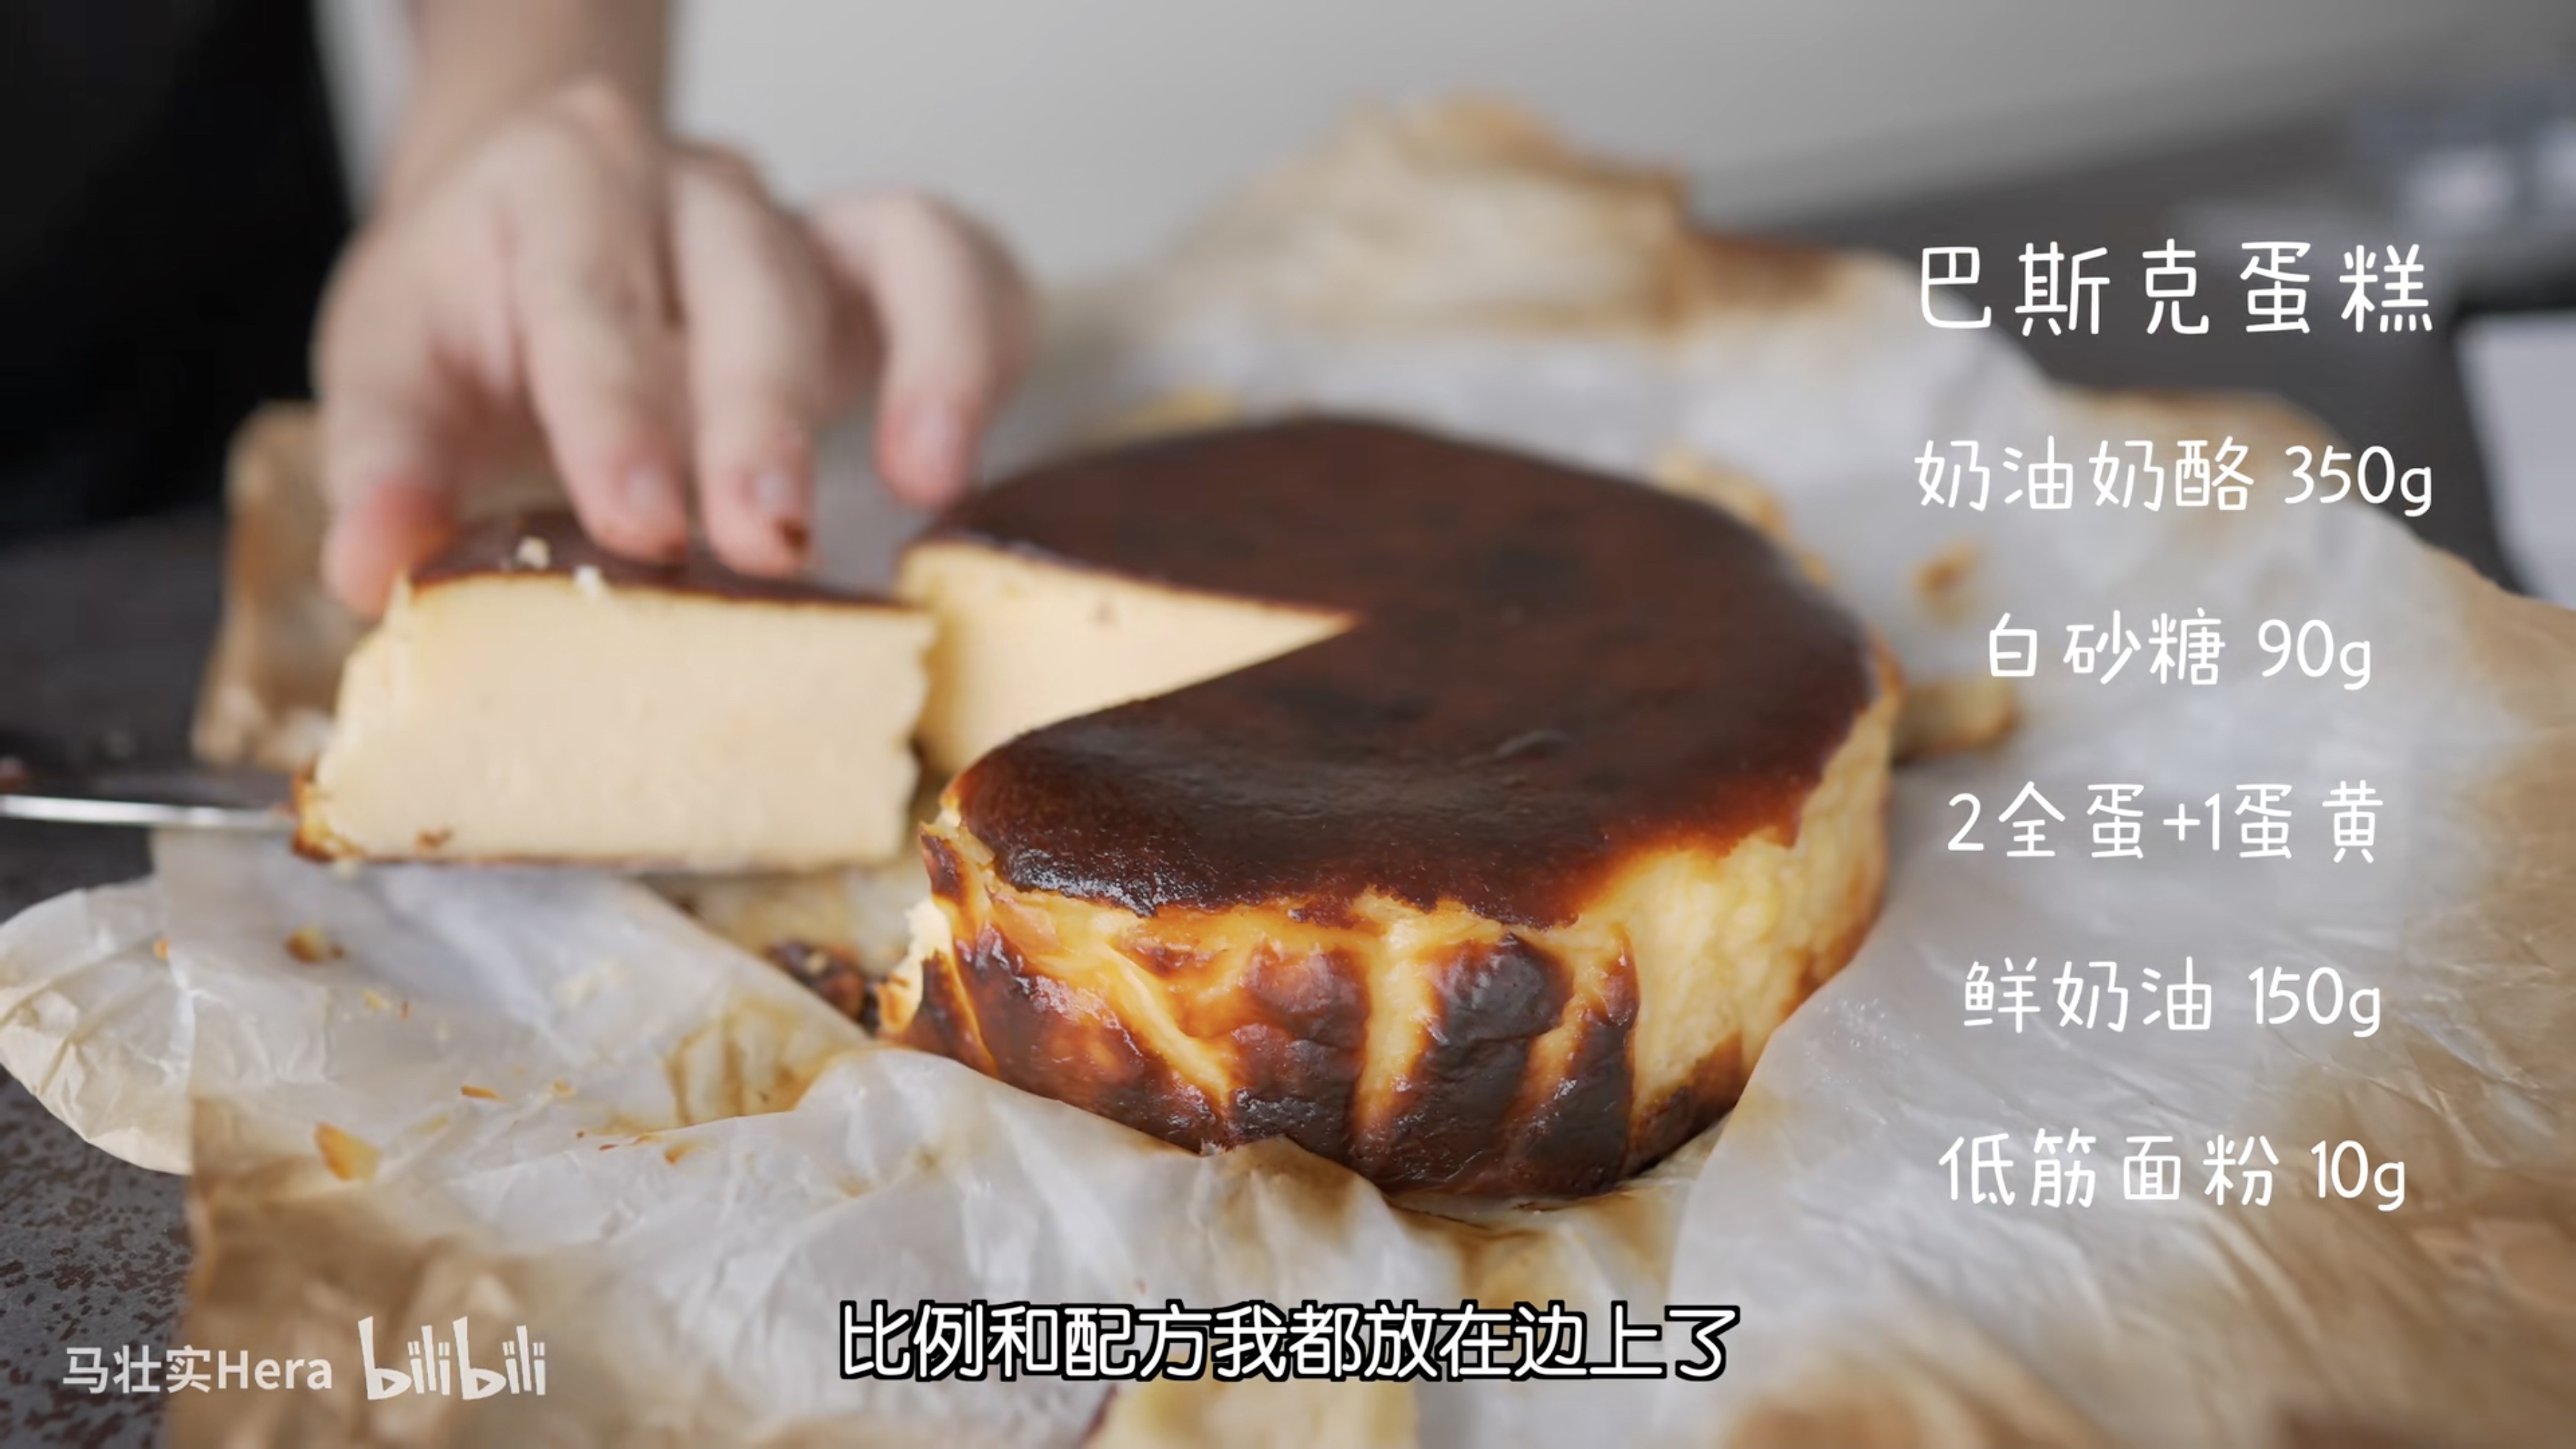 巴斯克蛋糕
奶油奶酪 350g
白砂糖 90g
2全蛋+1蛋黄
鲜奶油 150g
低筋面粉 10g
比例和配方我都放在边上了
马壮实Hera bilibili